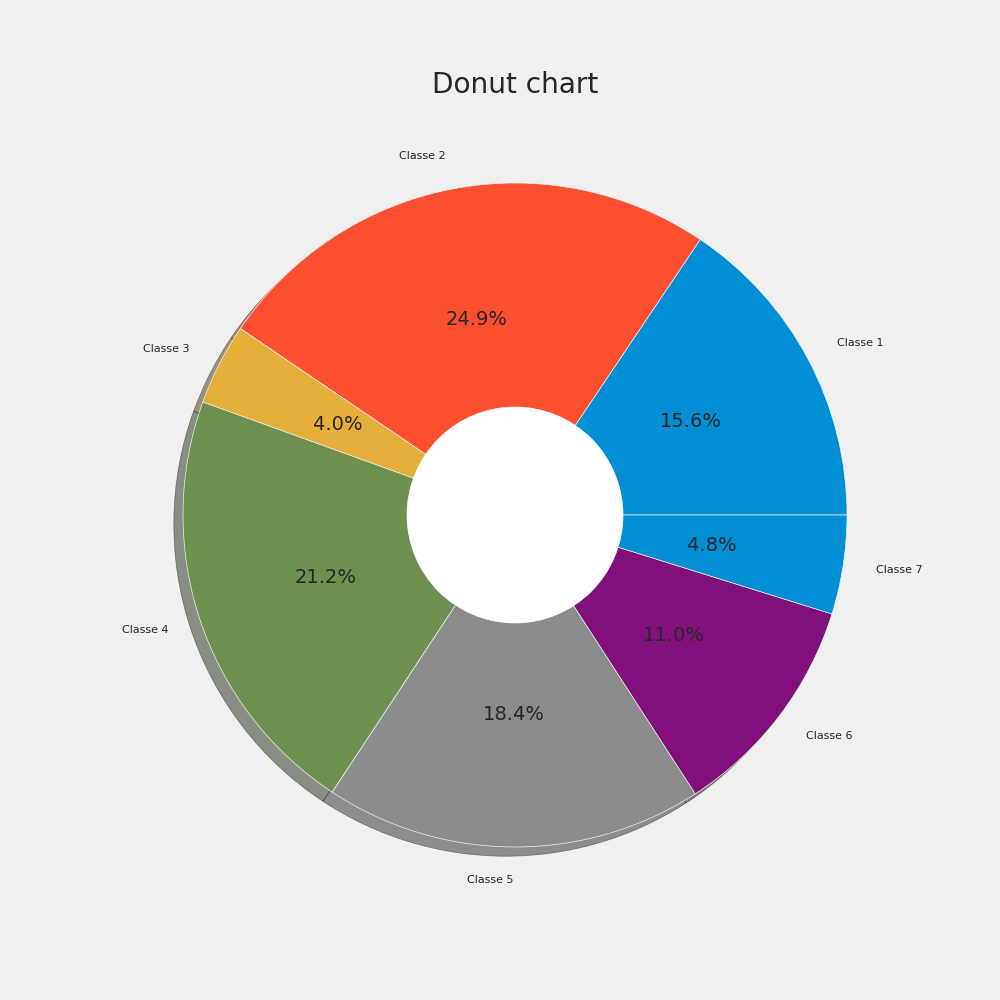 Donut chart
Classe 2
24.9%
Classe 1
Classe 3
15.6%
4.0%
4.8%
Classe 7
21.2%
Classe 4
11.0%
18.4%
Classe 6
Classe 5